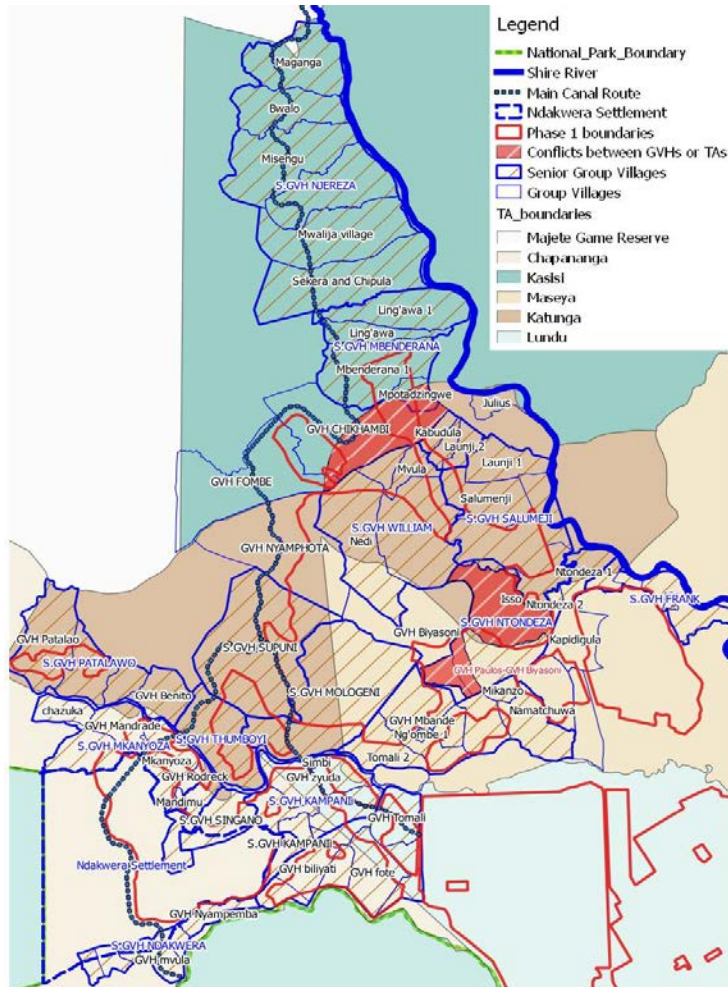 Legend
National_Park_Boundary
Shire River
Main Canal Route
Ndakwera Settlement
Phase 1 boundaries
Conflicts between GVHs or TAs
Senior Group Villages
Group Villages
TA_boundaries
Majete Game Reserve
Chapananga
Kasisi
Maseya
Katunga
Lundu
Maganga
Bwalo
Misengu
S.GVH NJEREZA
Mwalija village
Sekera and Chipula
Ling'awa 1
Ling'awa
S.GVH MBENDERANA
Mbenderana 1
Mpotadzingwe
Julius
GVH CHIKHAMBI
Kabudula
Launji 2
Launji 1
Mvula
GVH FOMBE
Salumenji
S.GVH WILLIAM
S.GVH SALUMEJI
Nedi
GVH NYAMPHOTA
Ntondeza 1
Isso
Ntondeza 2
S.GVH FRANK
S.GVH NTONDEZA
GVH Biyasoni
Kapidigula
GVH Patalao
S.GVH SUPUNI
S.GVH PATALAWO
GVH Paulos-GVH Biyasoni
GVH Benito
S.GVH MOLOGENI
Mikanzo
chazuka
Namatchuwa
GVH Mandrade
GVH Mbande
S.GVH MKANYOZA
S.GVH THUMBOYI
Ng'ombe 1
Mkanyoza
Simbi
Tomali 2
GVH Rodreck
GVH zyuda
Mandimu
S.GVH KAMPANI
S.GVH SINGANO
GVH Tomali
S.GVH KAMPANI
Ndakwera Settlement
GVH biliyati
GVH fote
GVH Nyampemba
S.GVH NDAKWERA
GVH mvula